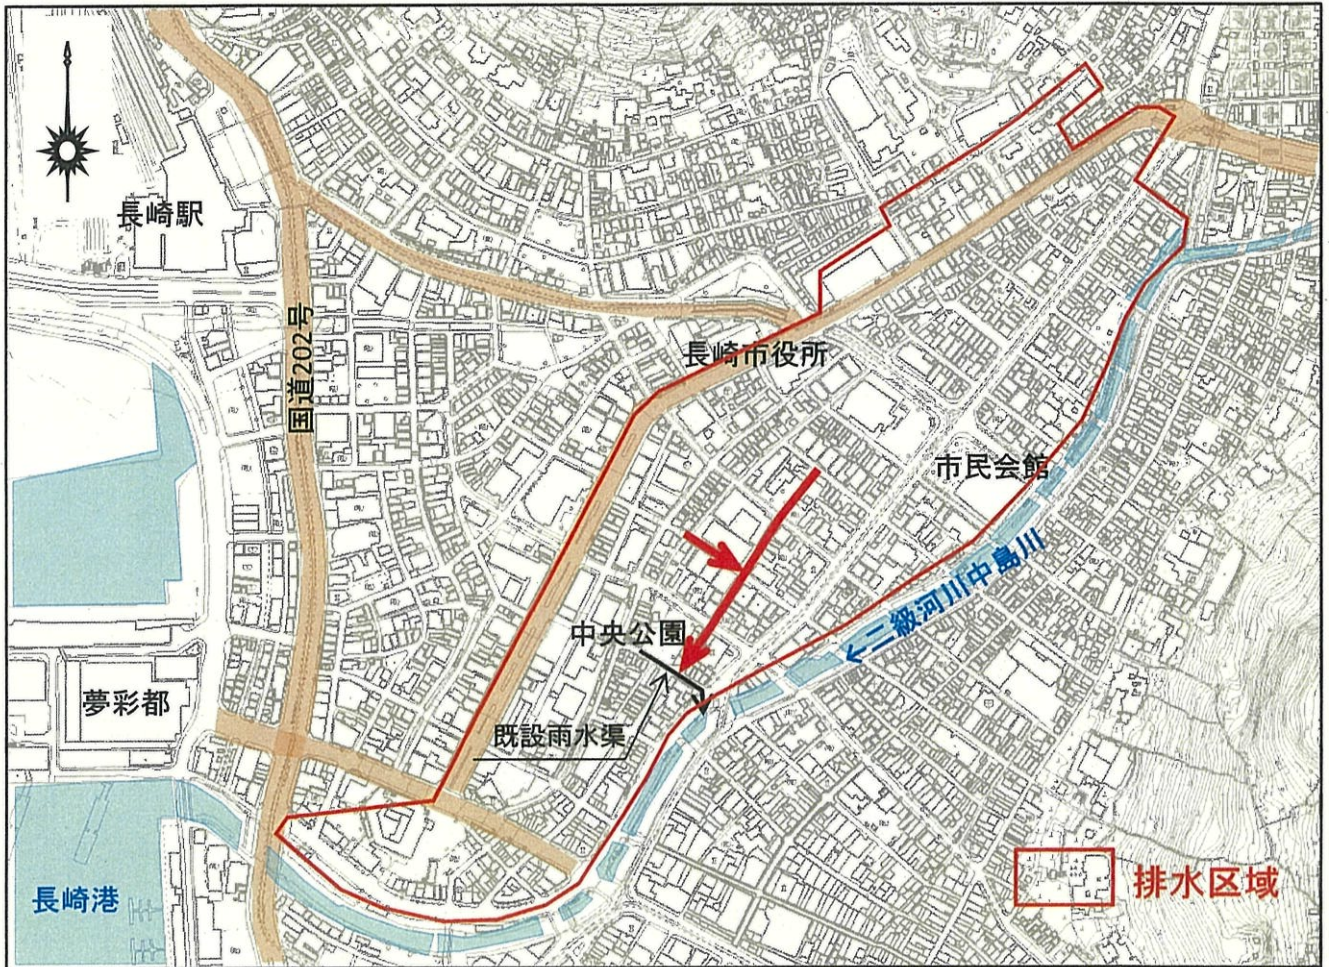 長崎駅
国道202号
長崎市役所
市民会館
←二級河川中島川
中央公園
夢彩都
既設雨水渠
長崎港
排水区域